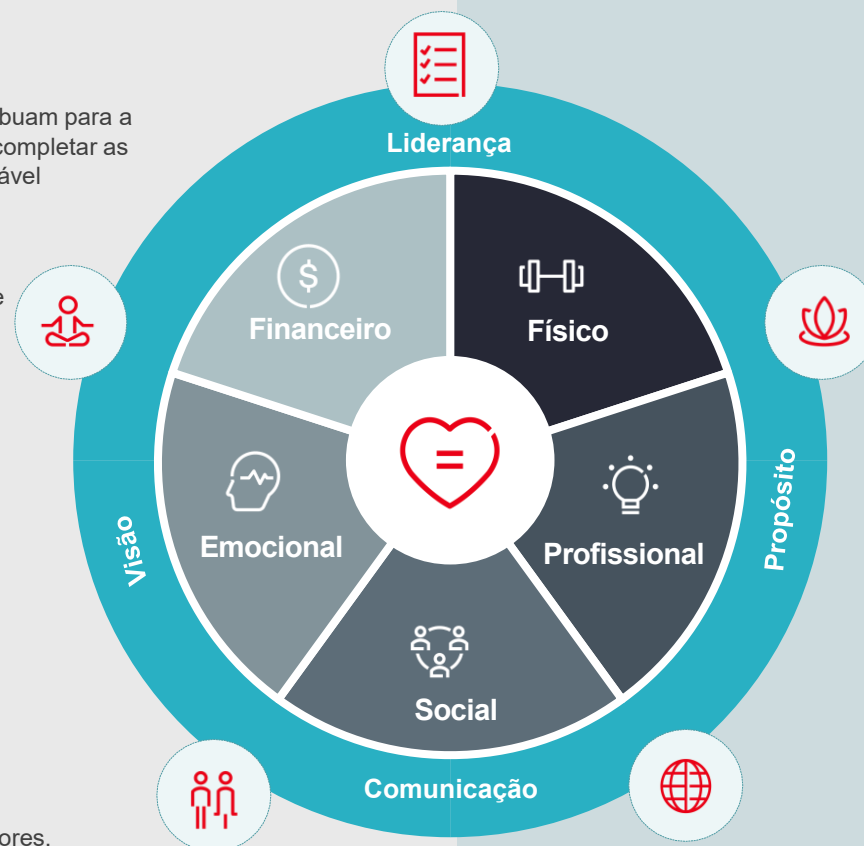 buam para a
completar as
ável
e
ores.
Liderança
Financeiro
Físico
Emocional
Profissional
Social
Visão
Propósito
Comunicação
$
=